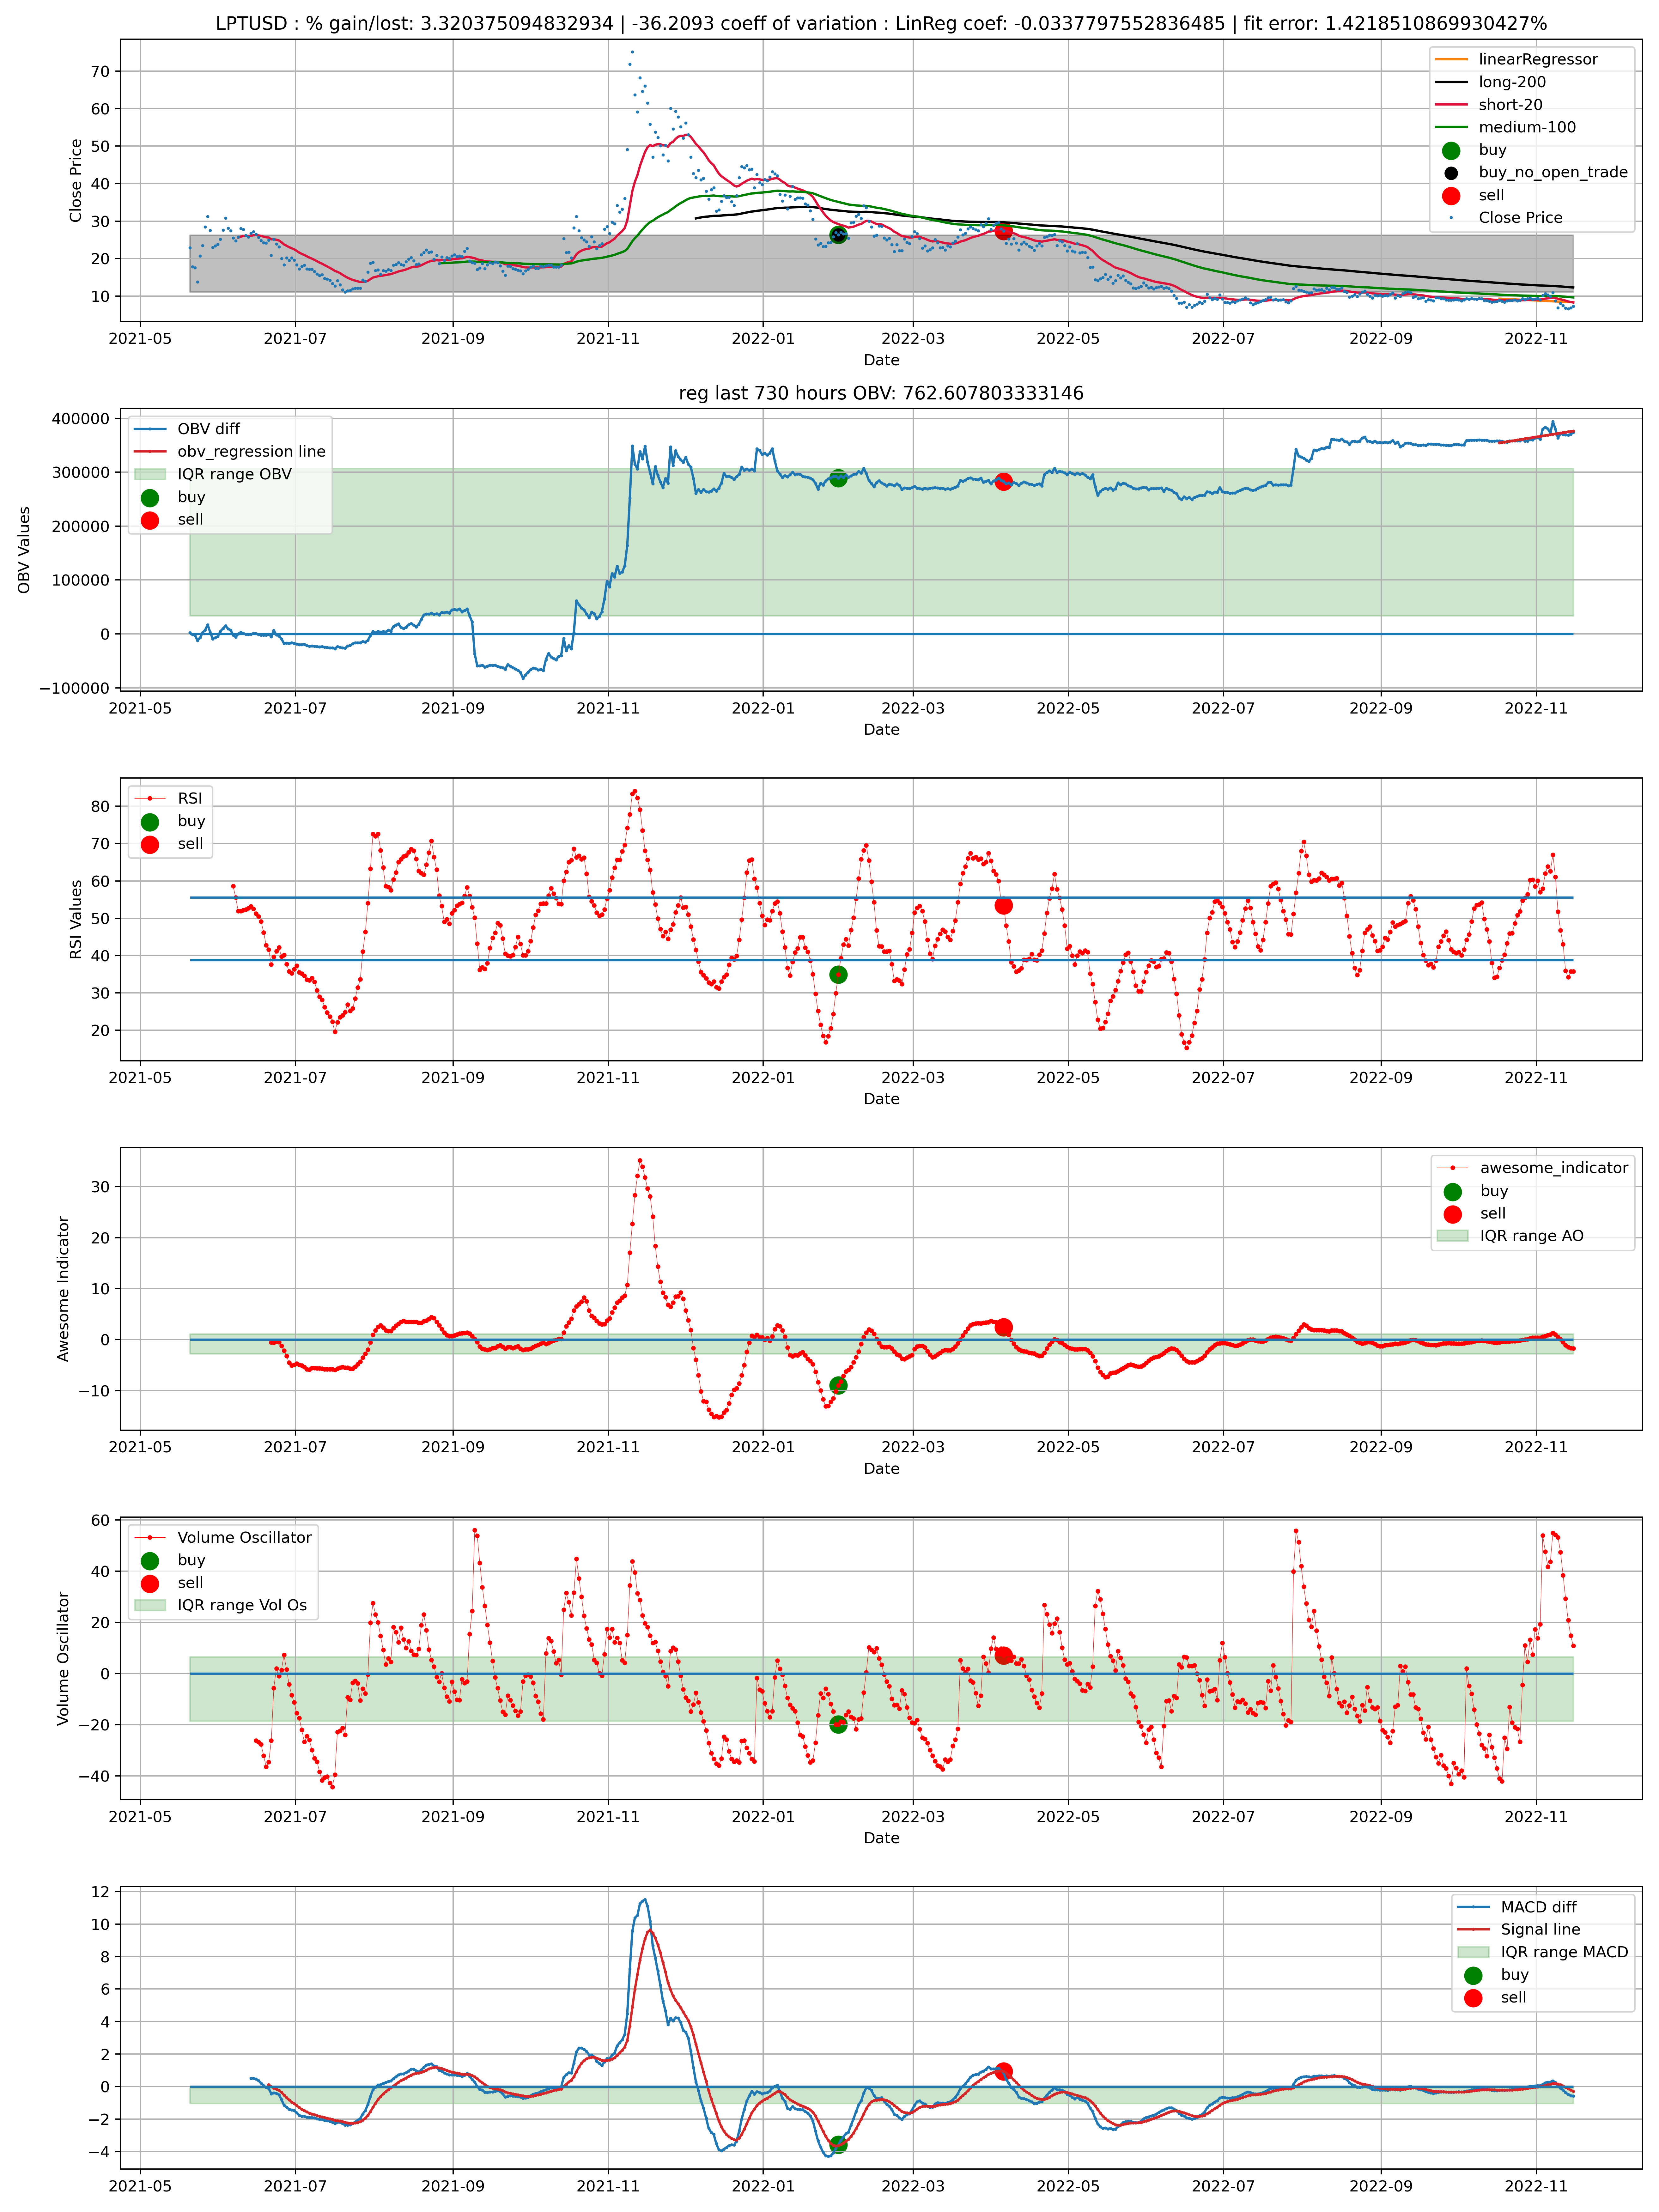 LPTUSD : % gain/lost: 3.320375094832934 | -36.2093 coeff of variation : LinReg coef: -0.0337797552836485 | fit error: 1.4218510869930427%
Close Price
70
60
50
40
30
20
10
linearRegressor
long-200
short-20
medium-100
buy
buy_no_open_trade
sell
Close Price
2021-05 2021-07 2021-09 2021-11 2022-01 2022-03 2022-05 2022-07 2022-09 2022-11
Date
reg last 730 hours OBV: 762.607803333146
OBV Values
400000
300000
200000
100000
0
−100000
OBV diff
obv_regression line
IQR range OBV
buy
sell
2021-05 2021-07 2021-09 2021-11 2022-01 2022-03 2022-05 2022-07 2022-09 2022-11
Date
RSI Values
80
70
60
50
40
30
20
RSI
buy
sell
2021-05 2021-07 2021-09 2021-11 2022-01 2022-03 2022-05 2022-07 2022-09 2022-11
Date
Awesome Indicator
30
20
10
0
−10
awesome_indicator
buy
sell
IQR range AO
2021-05 2021-07 2021-09 2021-11 2022-01 2022-03 2022-05 2022-07 2022-09 2022-11
Date
Volume Oscillator
60
40
20
0
−20
−40
Volume Oscillator
buy
sell
IQR range Vol Os
2021-05 2021-07 2021-09 2021-11 2022-01 2022-03 2022-05 2022-07 2022-09 2022-11
Date
12
10
8
6
4
2
0
−2
−4
MACD diff
Signal line
IQR range MACD
buy
sell
2021-05 2021-07 2021-09 2021-11 2022-01 2022-03 2022-05 2022-07 2022-09 2022-11